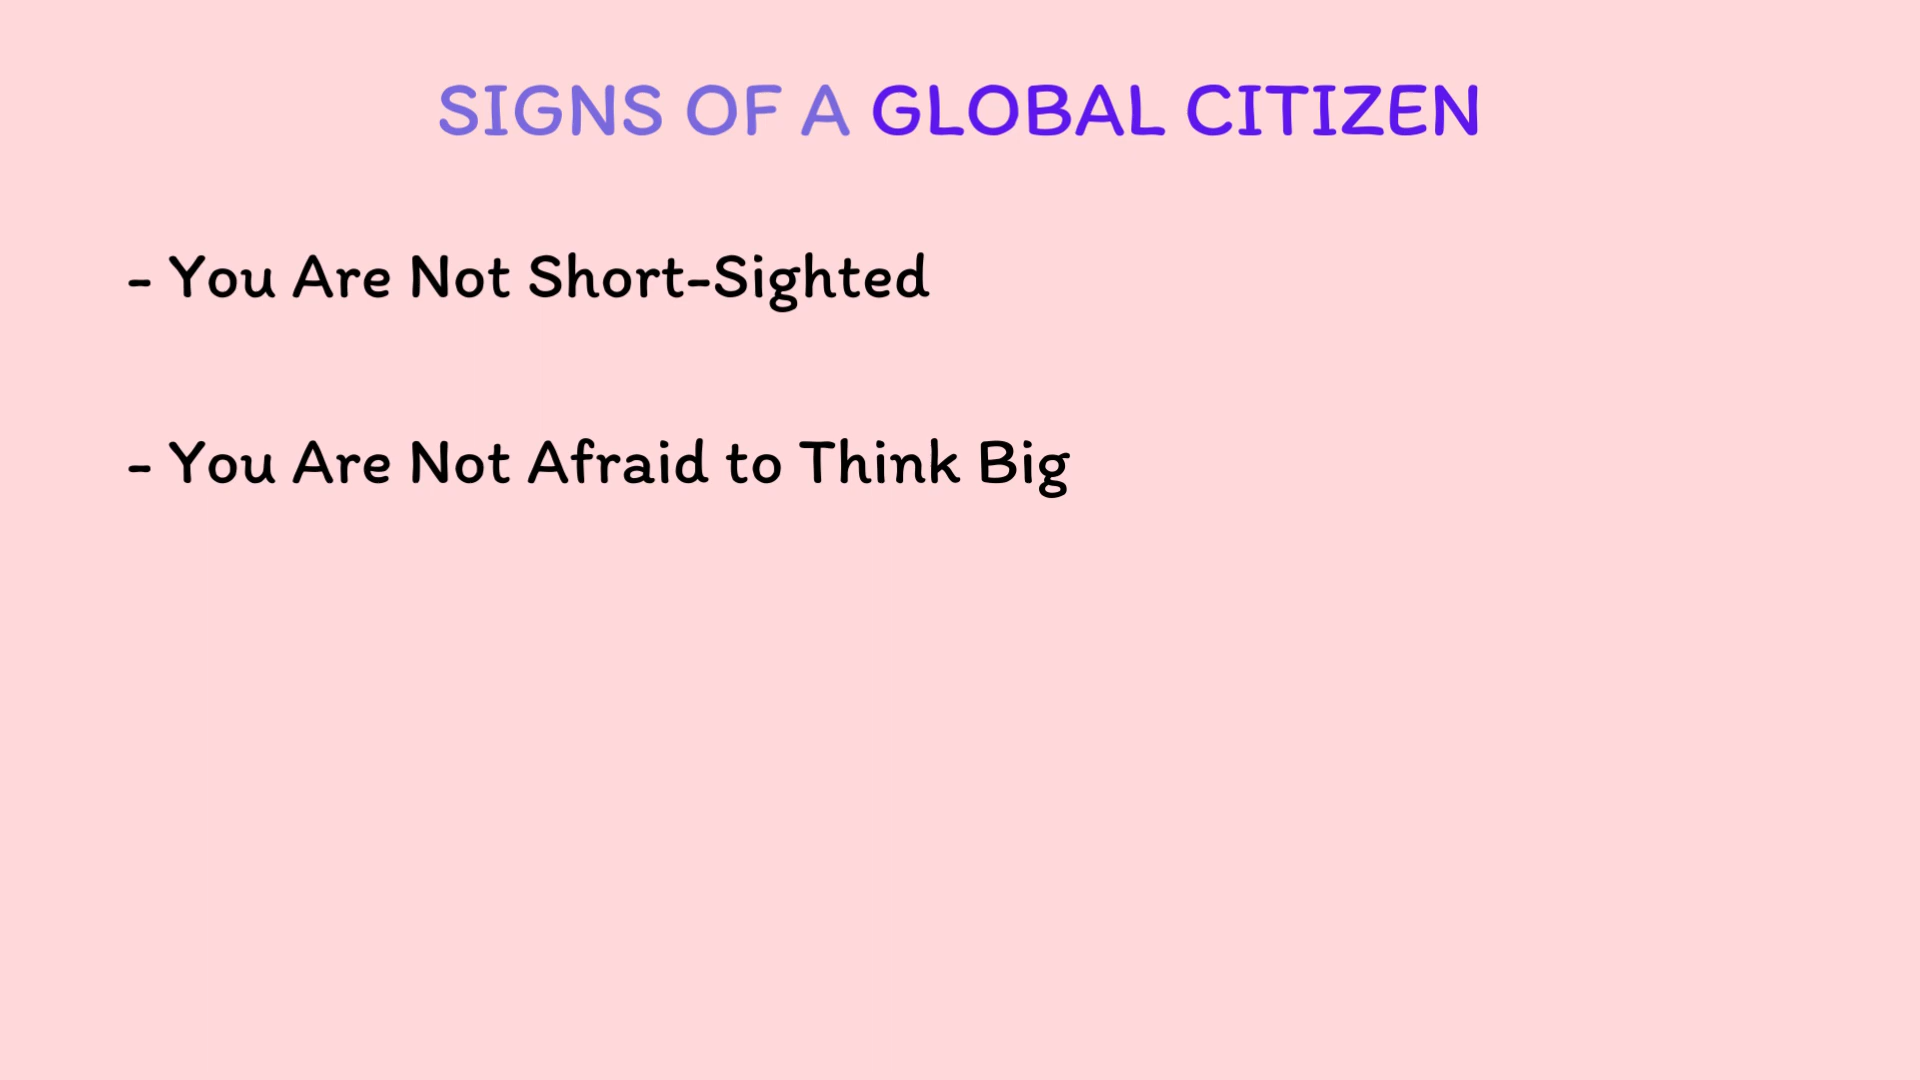 SIGNS OF A GLOBAL CITIZEN
- You Are Not Short-Sighted
- You Are Not Afraid to Think Big